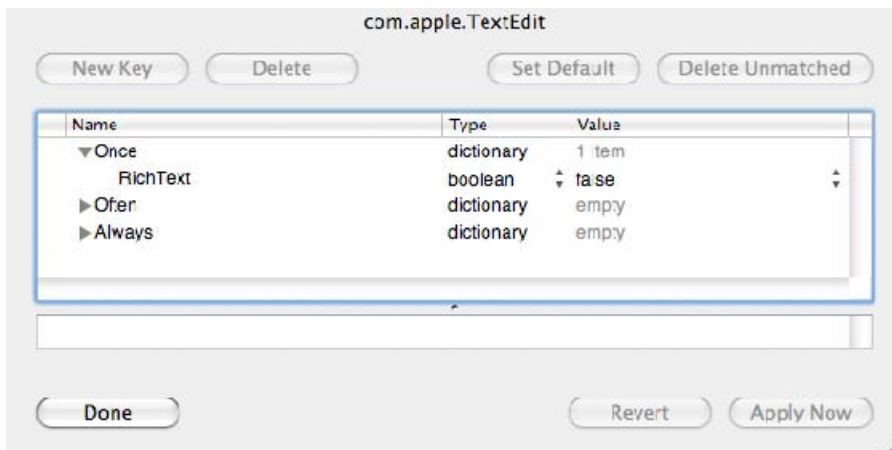 com.apple.TextEdit
New Key Delete Set Default Delete Unmatched
Name Type Value
Once dictionary 1 item
RichText boolean false
Often dictionary empty
Always dictionary empty
Done Revert Apply Now